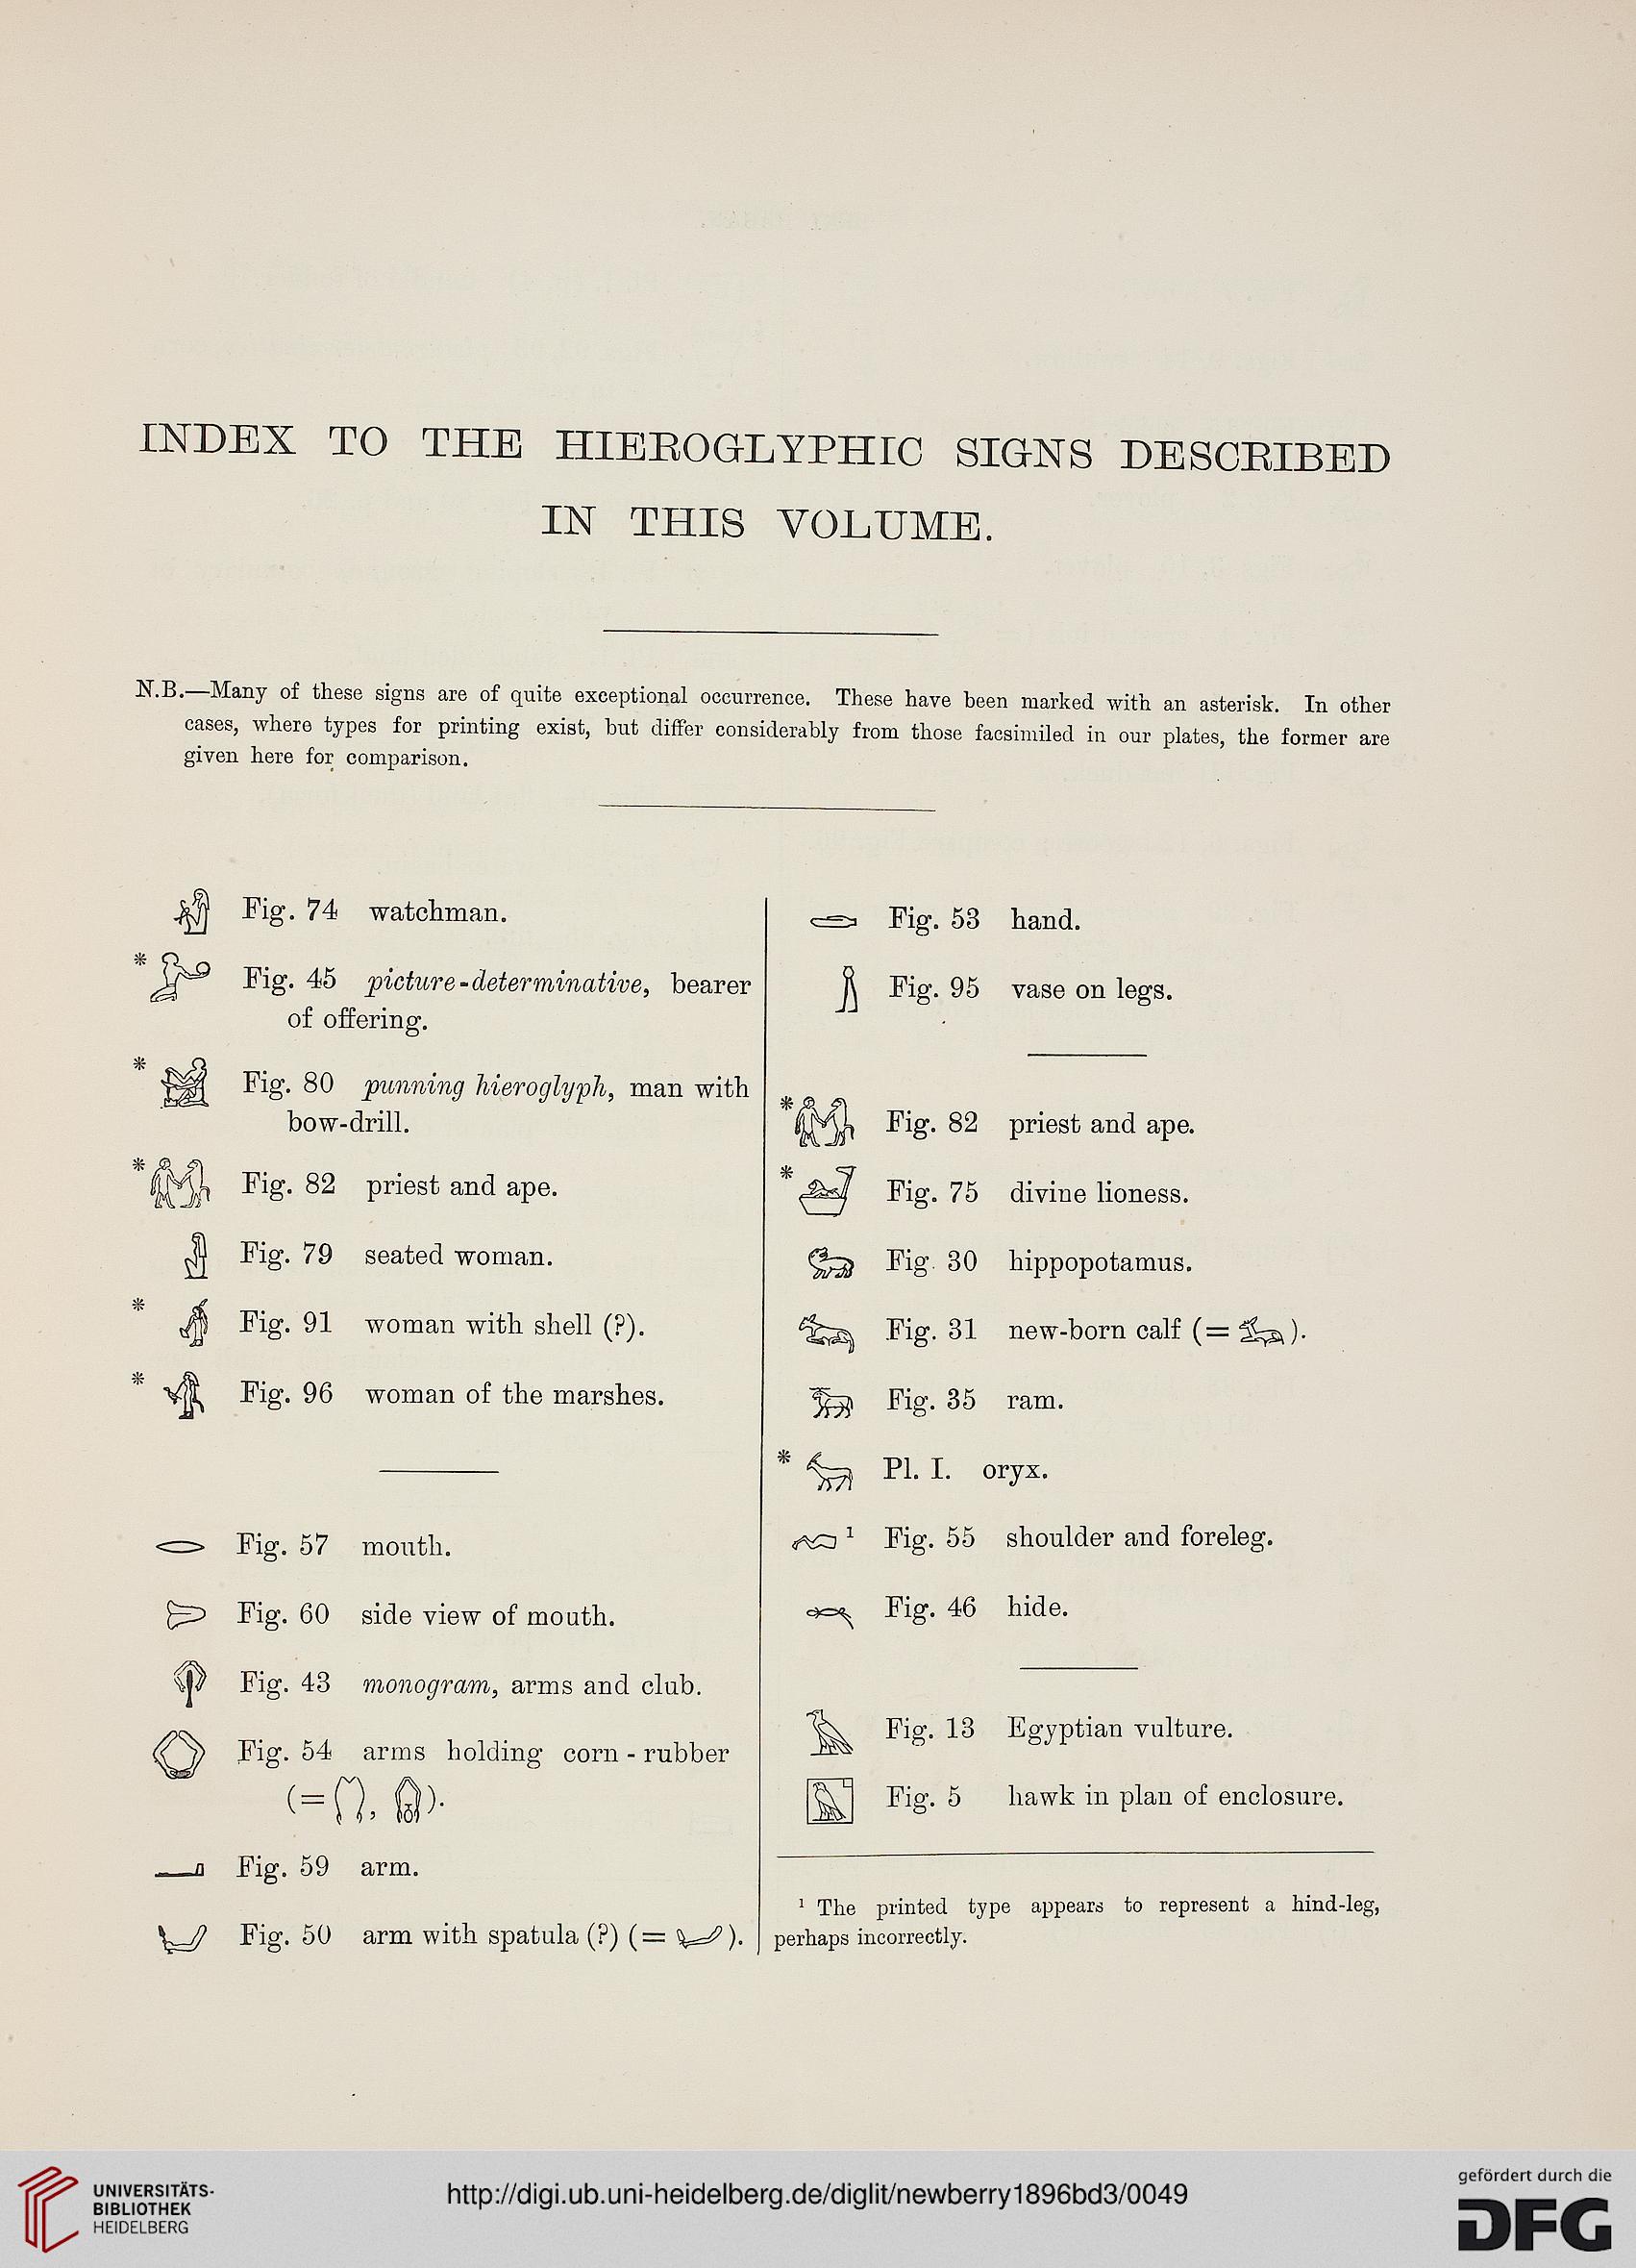 INDEX TO THE HIEROGLYPHIC SIGNS DESCRIBED
IN THIS VOLUME.
N.B.—Many of these signs are of quite exceptional occurrence. These have been marked with an asterisk. In other
cases, where types for printing exist, but differ considerably from those facsimiled in our plates, the former are
given here for comparison.
Fig. 74 watchman.
* Fig. 45 picture-determinative, bearer
of offering.
* Fig. 80 punning hieroglyph, man with
bow-drill.
* Fig. 82 priest and ape.
Fig. 79 seated woman.
* Fig. 91 woman with shell (?).
* Fig. 96 woman of the marshes.
Fig. 57 mouth.
Fig. 60 side view of mouth.
Fig. 43 monogram, arms and club.
Fig. 54 arms holding corn-rubber
(= , ).
Fig. 59 arm.
Fig. 50 arm with spatula (?) (= ).
Fig. 53 hand.
Fig. 95 vase on legs.
* Fig. 82 priest and ape.
* Fig. 75 divine lioness.
Fig. 30 hippopotamus.
Fig. 31 new-born calf (= ).
Fig. 35 ram.
* Pl. I. oryx.
1 Fig. 55 shoulder and foreleg.
Fig. 46 hide.
Fig. 13 Egyptian vulture.
Fig. 5 hawk in plan of enclosure.
1 The printed type appears to represent a hind-leg,
perhaps incorrectly.
UNIVERSITÄTS-
BIBLIOTHEK
HEIDELBERG
http://digi.ub.uni-heidelberg.de/diglit/newberry1896bd3/0049
gefördert durch die
DFG